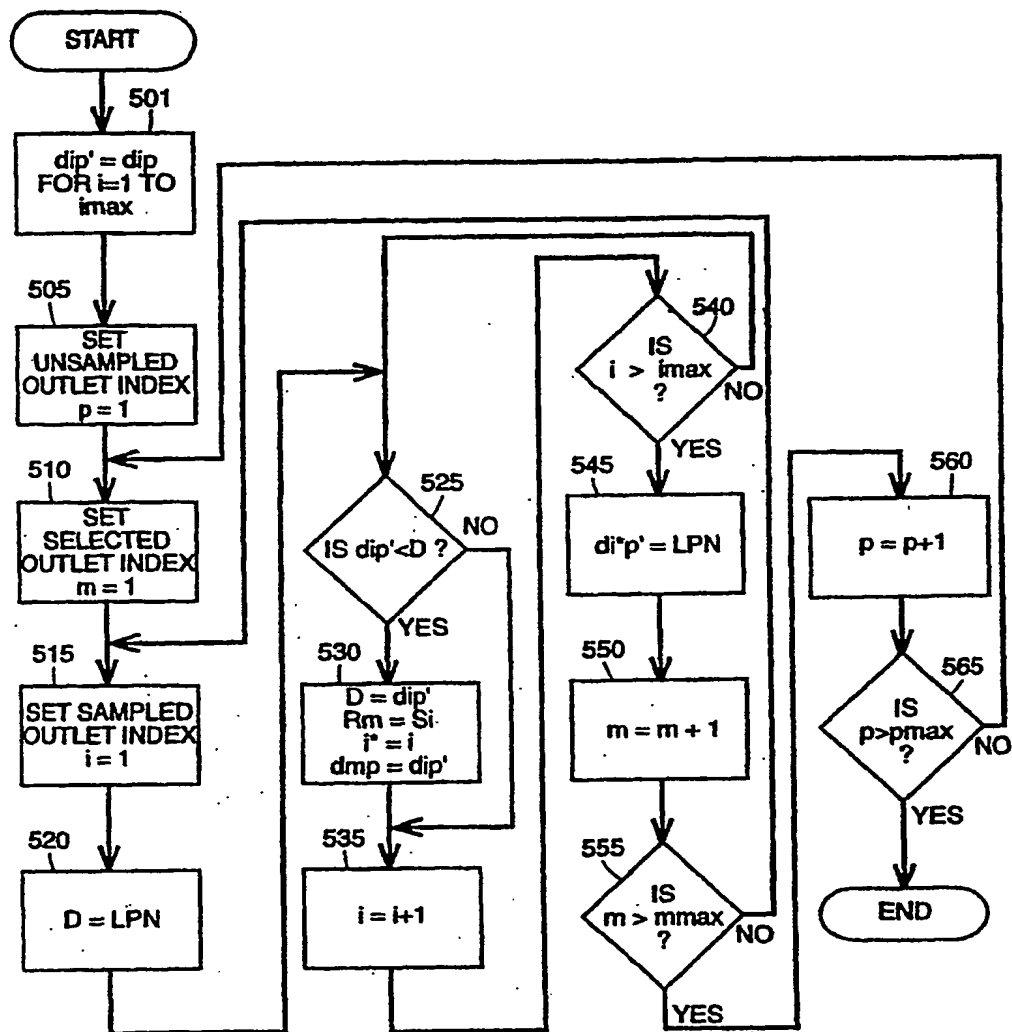 START
501
dip' = dip
FOR i=1 TO
imax
505
SET
UNSAMPLED
OUTLET INDEX
p = 1
510
SET
SELECTED
OUTLET INDEX
m = 1
515
SET SAMPLED
OUTLET INDEX
i = 1
520
D = LPN
525
IS dip'<D ?
NO
YES
530
D = dip'
Rm = Si
i* = i
dmp = dip'
535
i = i+1
540
IS
i > imax
?
NO
YES
545
di*p' = LPN
550
m = m + 1
555
IS
m > mmax
?
NO
YES
560
p = p+1
565
IS
p>pmax
?
NO
YES
END